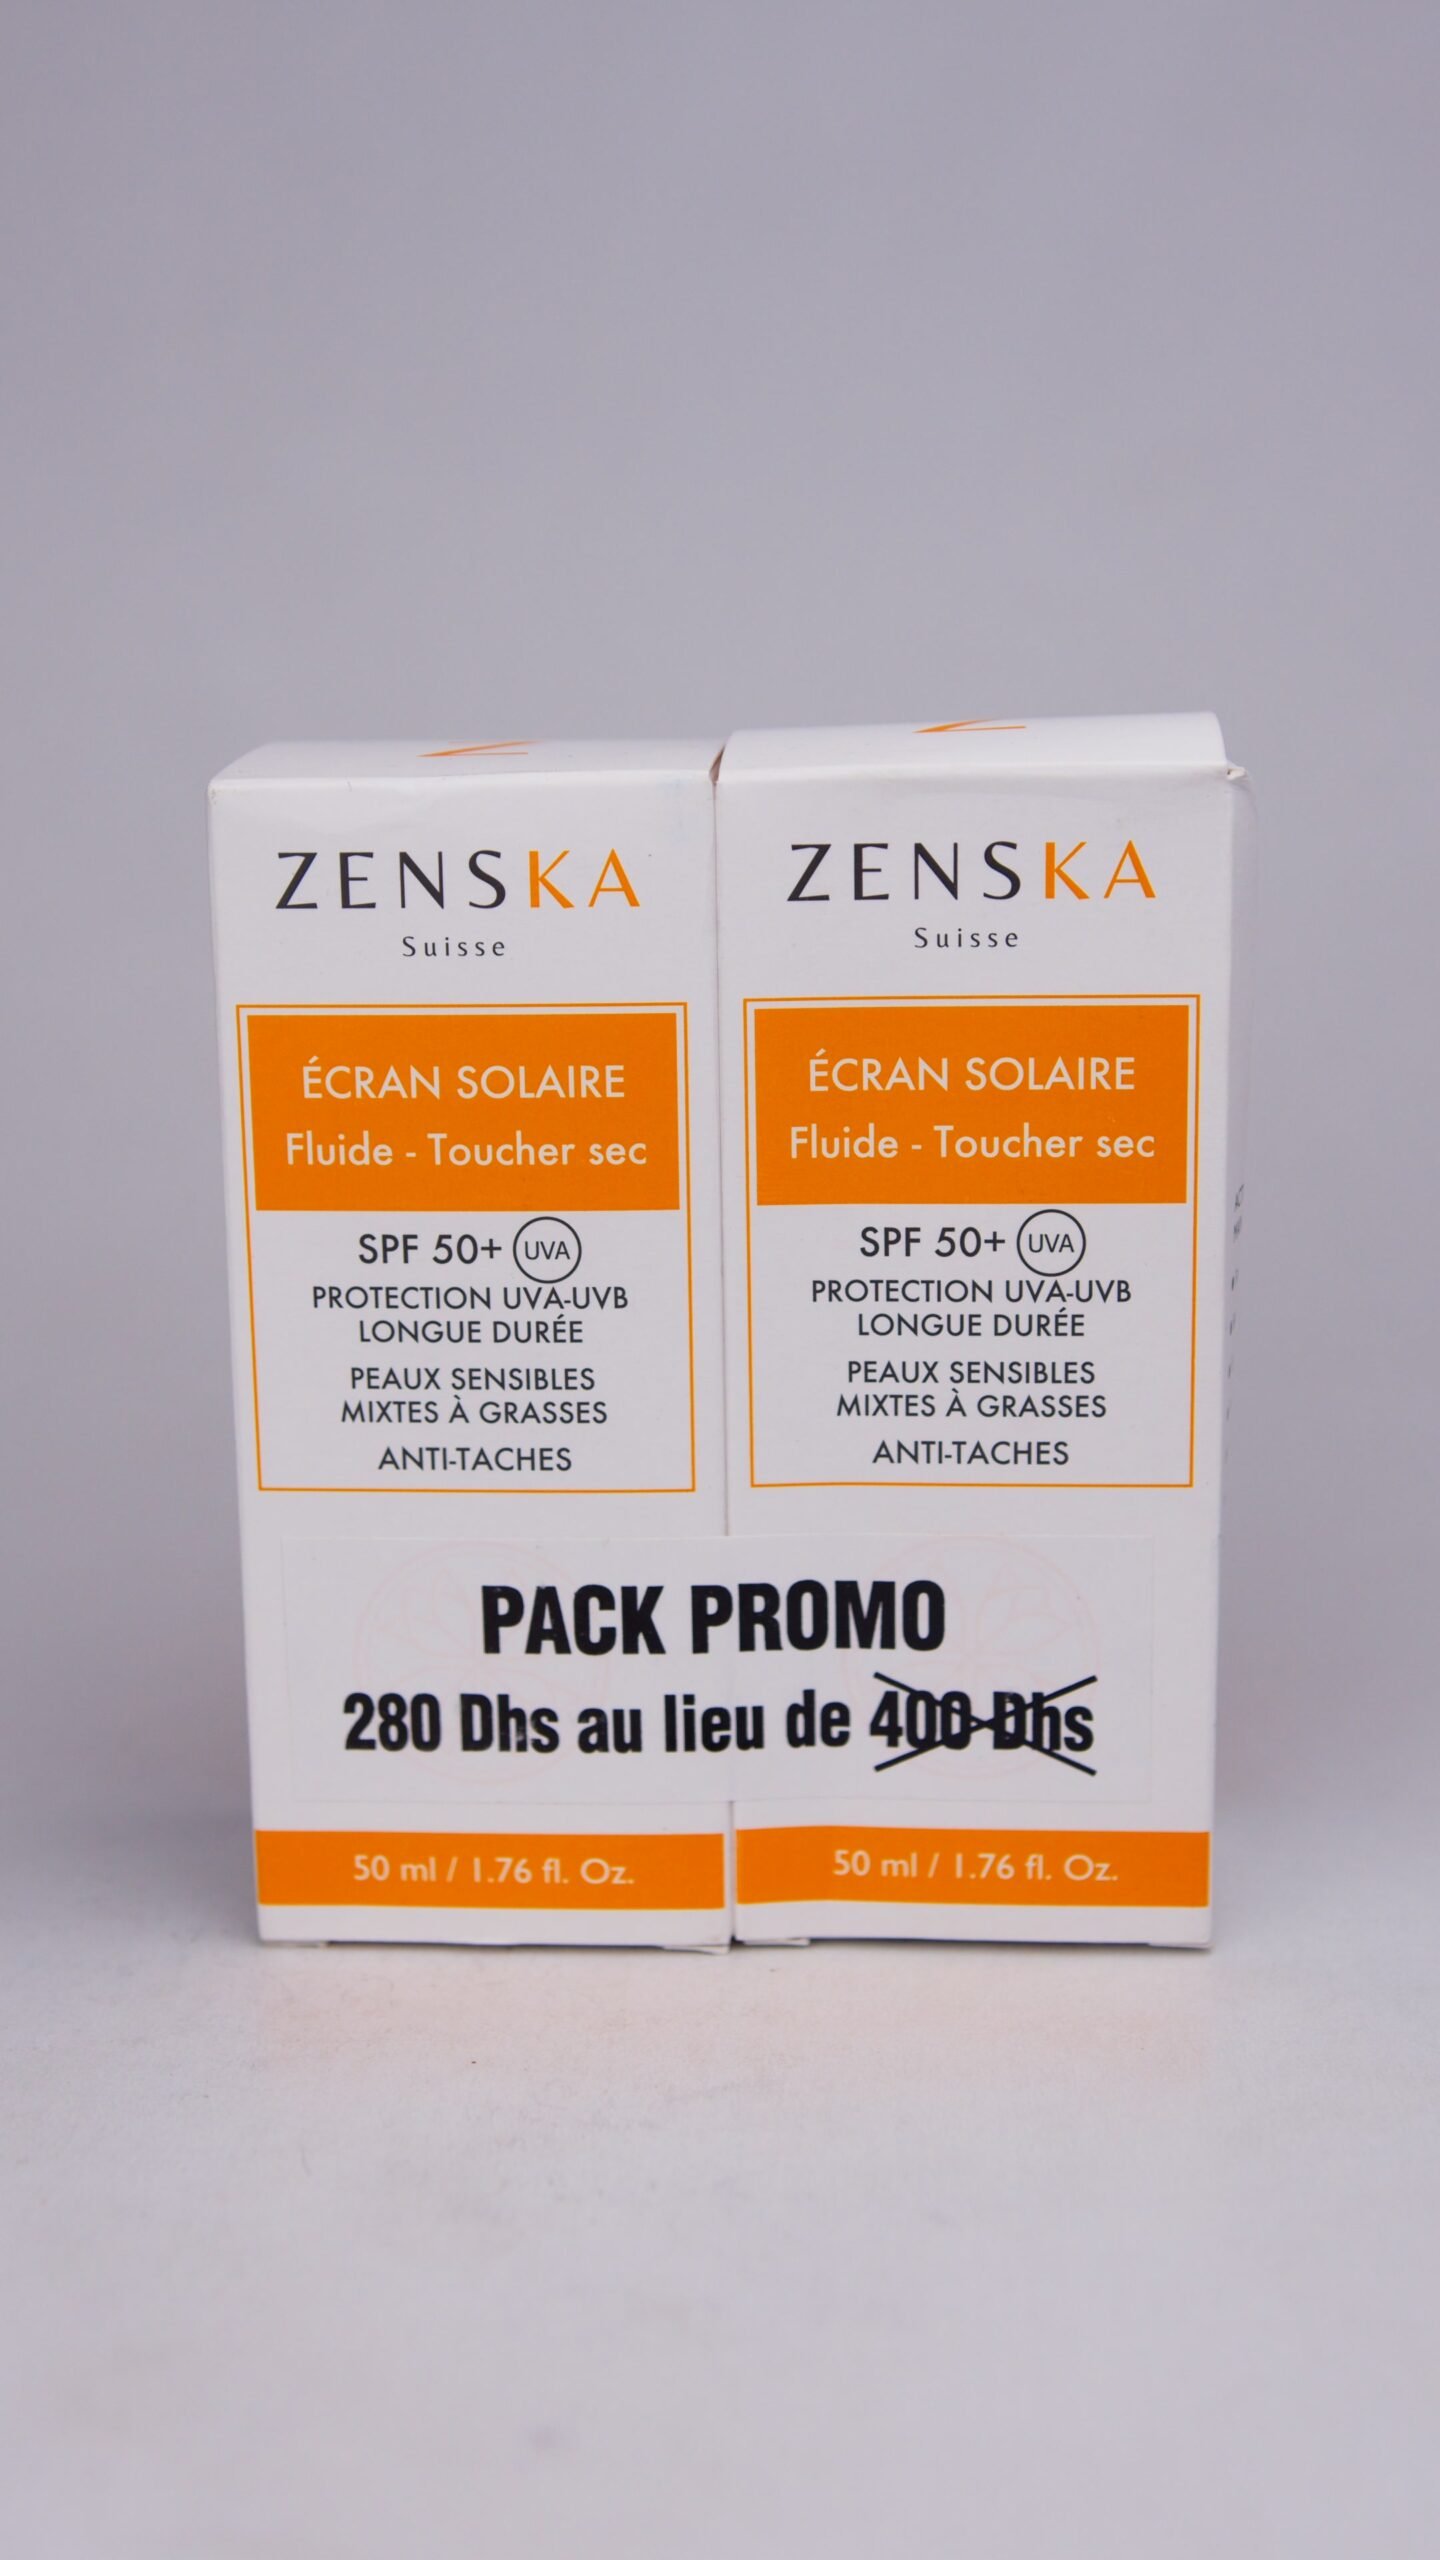 ZENSKA
Suisse
ÉCRAN SOLAIRE
Fluide - Toucher sec
SPF 50+ UVA
PROTECTION UVA-UVB
LONGUE DURÉE
PEAUX SENSIBLES
MIXTES À GRASSES
ANTI-TACHES
ZENSKA
Suisse
ÉCRAN SOLAIRE
Fluide - Toucher sec
SPF 50+ UVA
PROTECTION UVA-UVB
LONGUE DURÉE
PEAUX SENSIBLES
MIXTES À GRASSES
ANTI-TACHES
PACK PROMO
280 Dhs au lieu de 400 Dhs
50 ml / 1.76 fl. Oz.
50 ml / 1.76 fl. Oz.